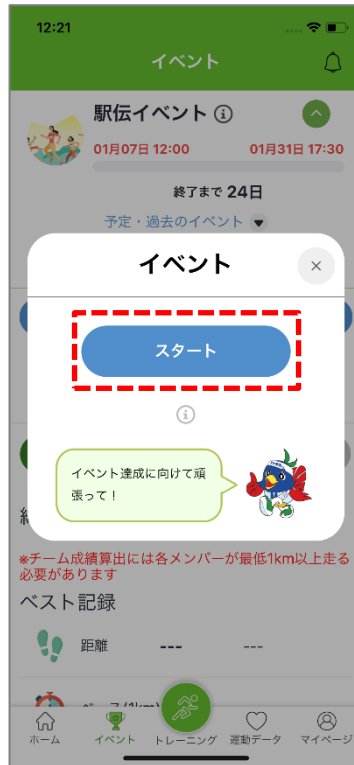 12:21
イベント
駅伝イベント
01月07日 12:00 01月31日 17:30
終了まで 24日
予定・過去のイベント
イベント
スタート
イベント達成に向けて頑
張って！
※チーム成績算出には各メンバーが最低1km以上走る
必要があります
ベスト記録
距離 --- ---
ホーム イベント トレーニング 運動データ マイページ